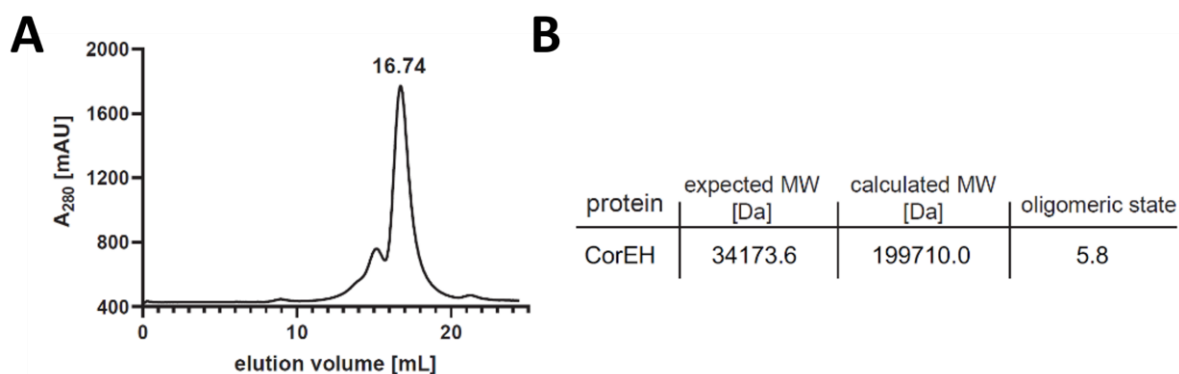 A
B
2000
1600
1200
800
400
A280 [mAU]
16.74
0
10
20
elution volume [mL]
protein | expected MW [Da] | calculated MW [Da] | oligomeric state
CorEH | 34173.6 | 199710.0 | 5.8